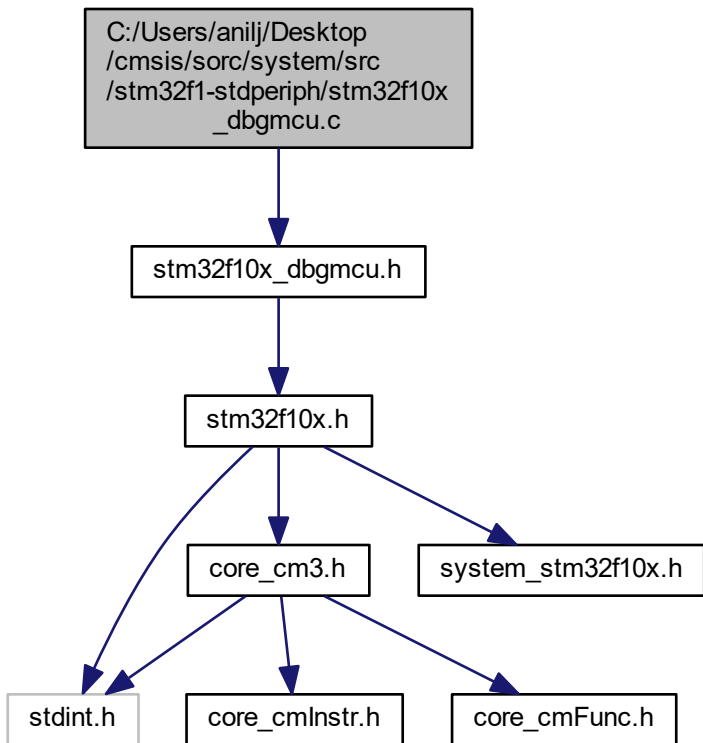 C:/Users/anilj/Desktop
/cmsis/sorc/system/src
/stm32f1-stdperiph/stm32f10x
_dbgmcu.c
stm32f10x_dbgmcu.h
stm32f10x.h
core_cm3.h
system_stm32f10x.h
stdint.h
core_cmInstr.h
core_cmFunc.h